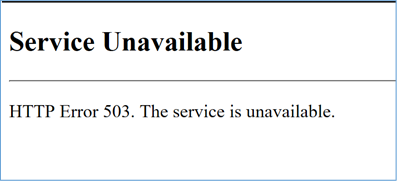 Service Unavailable
HTTP Error 503. The service is unavailable.